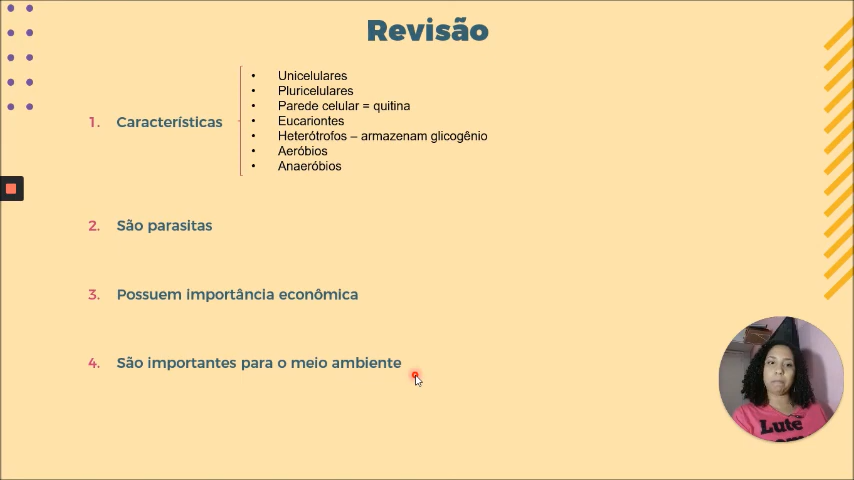 Revisão
1. Características
• Unicelulares
• Pluricelulares
• Parede celular = quitina
• Eucariontes
• Heterótrofos – armazenam glicogênio
• Aeróbios
• Anaeróbios
2. São parasitas
3. Possuem importância econômica
4. São importantes para o meio ambiente
Lute